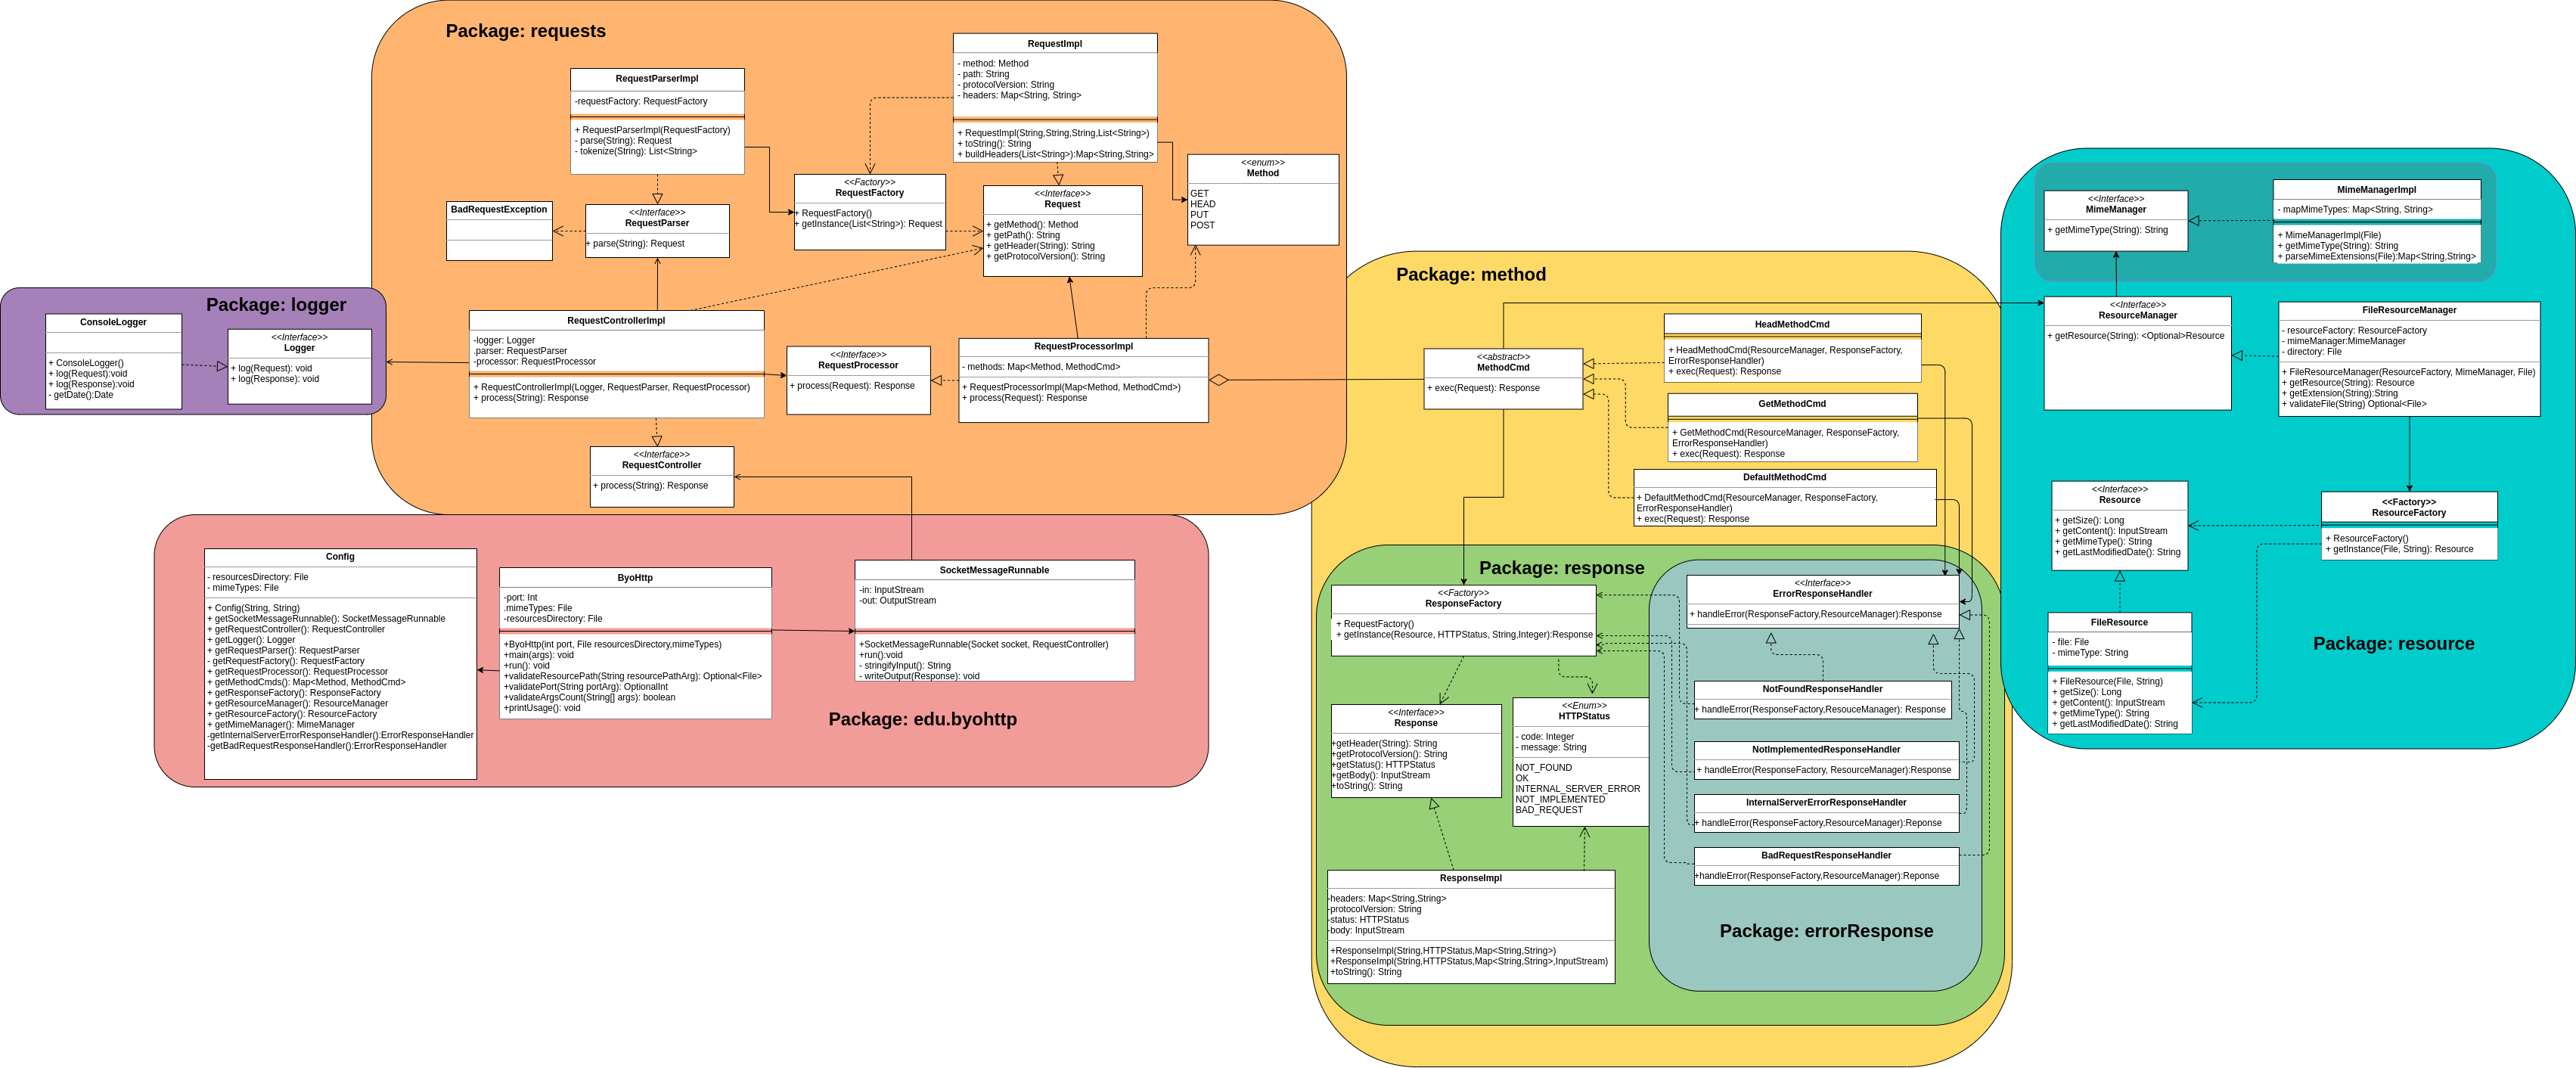 Package: requests
RequestParserImpl
-requestFactory: RequestFactory
+ RequestParserImpl(RequestFactory)
- parse(String): Request
- tokenize(String): List<String>
RequestImpl
- method: Method
- path: String
- protocolVersion: String
- headers: Map<String, String>
+ RequestImpl(String,String,String,List<String>)
+ toString(): String
+ buildHeaders(List<String>):Map<String,String>
<<enum>>
Method
GET
HEAD
PUT
POST
BadRequestException
<<Interface>>
RequestParser
+ parse(String): Request
<<Factory>>
RequestFactory
+ RequestFactory()
+ getInstance(List<String>): Request
<<Interface>>
Request
+ getMethod(): Method
+ getPath(): String
+ getHeader(String): String
+ getProtocolVersion(): String
RequestControllerImpl
-logger: Logger
.parser: RequestParser
-processor: RequestProcessor
+ RequestControllerImpl(Logger, RequestParser, RequestProcessor)
+ process(String): Response
<<Interface>>
RequestProcessor
+ process(Request): Response
RequestProcessorImpl
- methods: Map<Method, MethodCmd>
+ RequestProcessorImpl(Map<Method, MethodCmd>)
+ process(Request): Response
<<Interface>>
RequestController
+ process(String): Response
Package: logger
ConsoleLogger
+ ConsoleLogger()
+ log(Request):void
+ log(Response):void
- getDate():Date
<<Interface>>
Logger
+ log(Request): void
+ log(Response): void
Config
- resourcesDirectory: File
- mimeTypes: File
+ Config(String, String)
+ getSocketMessageRunnable(): SocketMessageRunnable
+ getRequestController(): RequestController
+ getLogger(): Logger
+ getRequestParser(): RequestParser
- getRequestFactory(): RequestFactory
+ getRequestProcessor(): RequestProcessor
+ getMethodCmds(): Map<Method, MethodCmd>
+ getResponseFactory(): ResponseFactory
+ getResourceManager(): ResourceManager
+ getResourceFactory(): ResourceFactory
+ getMimeManager(): MimeManager
-getInternalServerErrorResponseHandler():ErrorResponseHandler
-getBadRequestResponseHandler():ErrorResponseHandler
ByoHttp
-port: Int
.mimeTypes: File
-resourcesDirectory: File
+ByoHttp(int port, File resourcesDirectory,mimeTypes)
+main(args): void
+run(): void
+validateResourcePath(String resourcePathArg): Optional<File>
+validatePort(String portArg): OptionalInt
+validateArgsCount(String[] args): boolean
+printUsage(): void
SocketMessageRunnable
-in: InputStream
-out: OutputStream
+SocketMessageRunnable(Socket socket, RequestController)
+run():void
- stringifyInput(): String
- writeOutput(Response): void
Package: edu.byohttp
Package: method
<<abstract>>
MethodCmd
+ exec(Request): Response
HeadMethodCmd
+ HeadMethodCmd(ResourceManager, ResponseFactory,
ErrorResponseHandler)
+ exec(Request): Response
GetMethodCmd
+ GetMethodCmd(ResourceManager, ResponseFactory,
ErrorResponseHandler)
+ exec(Request): Response
DefaultMethodCmd
+ DefaultMethodCmd(ResourceManager, ResponseFactory,
ErrorResponseHandler)
+ exec(Request): Response
Package: response
<<Factory>>
ResponseFactory
+ RequestFactory()
+ getInstance(Resource, HTTPStatus, String,Integer):Response
<<Interface>>
Response
+getHeader(String): String
+getProtocolVersion(): String
+getStatus(): HTTPStatus
+getBody(): InputStream
+toString(): String
<<Enum>>
HTTPStatus
- code: Integer
- message: String
NOT_FOUND
OK
INTERNAL_SERVER_ERROR
NOT_IMPLEMENTED
BAD_REQUEST
ResponseImpl
-headers: Map<String,String>
-protocolVersion: String
-status: HTTPStatus
-body: InputStream
+ResponseImpl(String,HTTPStatus,Map<String,String>)
+ResponseImpl(String,HTTPStatus,Map<String,String>,InputStream)
+toString(): String
<<Interface>>
ErrorResponseHandler
+ handleError(ResponseFactory,ResourceManager):Response
NotFoundResponseHandler
+ handleError(ResponseFactory,ResouceManager): Response
NotImplementedResponseHandler
+ handleError(ResponseFactory, ResourceManager):Response
InternalServerErrorResponseHandler
+ handleError(ResponseFactory,ResourceManager):Reponse
BadRequestResponseHandler
+handleError(ResponseFactory,ResourceManager):Reponse
Package: errorResponse
<<Interface>>
MimeManager
+ getMimeType(String): String
MimeManagerImpl
- mapMimeTypes: Map<String, String>
+ MimeManagerImpl(File)
+ getMimeType(String): String
+ parseMimeExtensions(File):Map<String,String>
<<Interface>>
ResourceManager
+ getResource(String): <Optional>Resource
FileResourceManager
- resourceFactory: ResourceFactory
- mimeManager:MimeManager
- directory: File
+ FileResourceManager(ResourceFactory, MimeManager, File)
+ getResource(String): Resource
+ getExtension(String):String
+ validateFile(String) Optional<File>
<<Interface>>
Resource
+ getSize(): Long
+ getContent(): InputStream
+ getMimeType(): String
+ getLastModifiedDate(): String
<<Factory>>
ResourceFactory
+ ResourceFactory()
+ getInstance(File, String): Resource
FileResource
- file: File
- mimeType: String
+ FileResource(File, String)
+ getSize(): Long
+ getContent(): InputStream
+ getMimeType(): String
+ getLastModifiedDate(): String
Package: resource